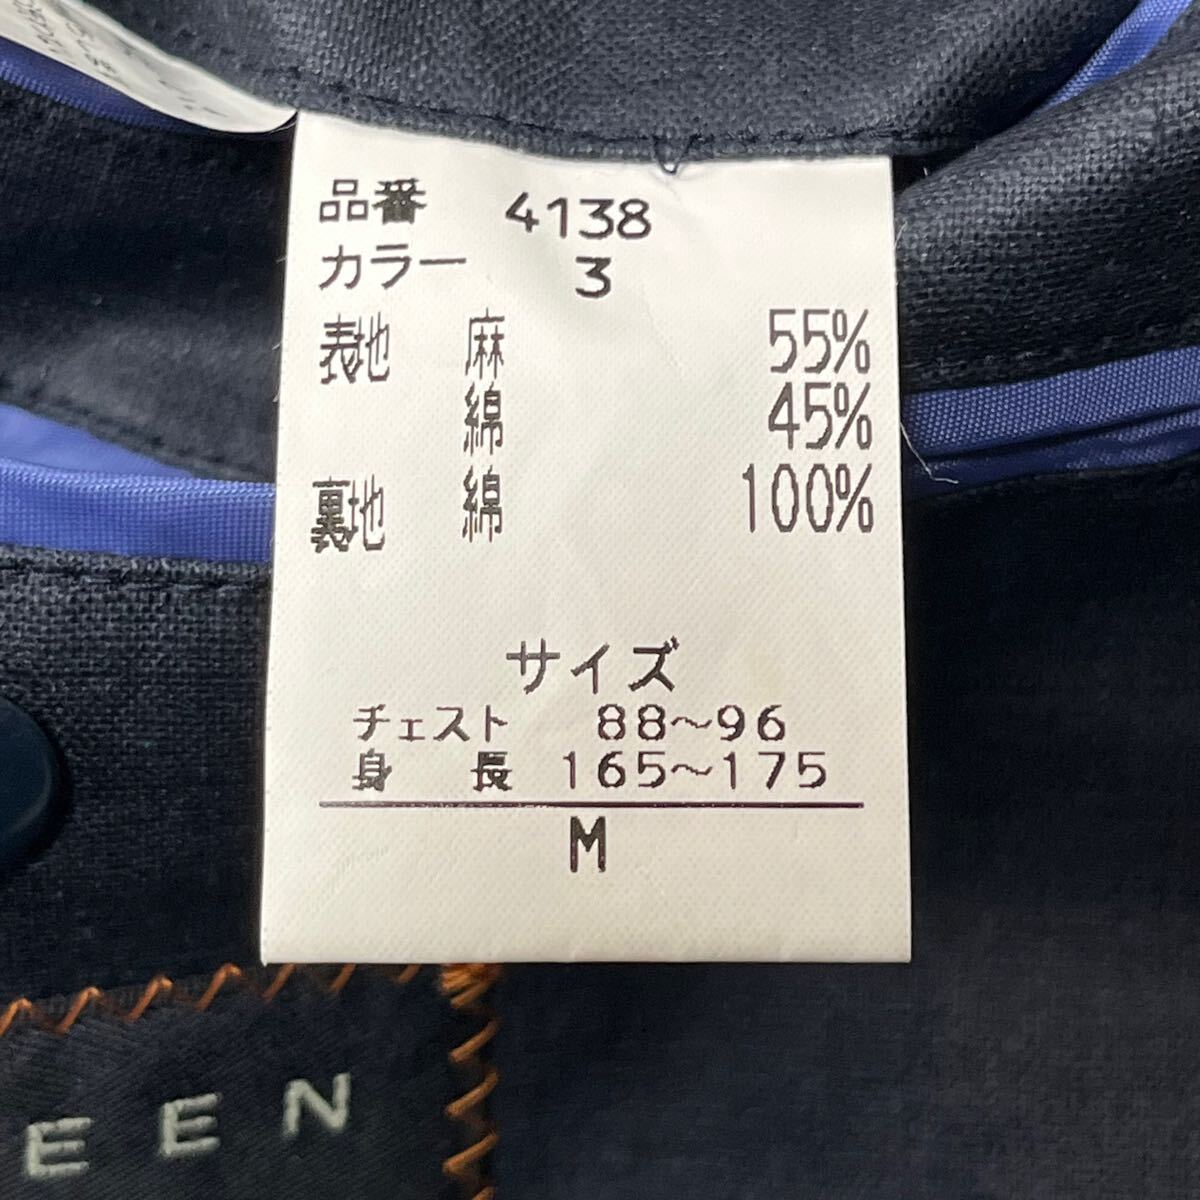 品番 4138
カラー 3
表地 麻 55%
綿 45%
裏地 綿 100%
サイズ
チェスト 88〜96
身長 165〜175
M
EEN